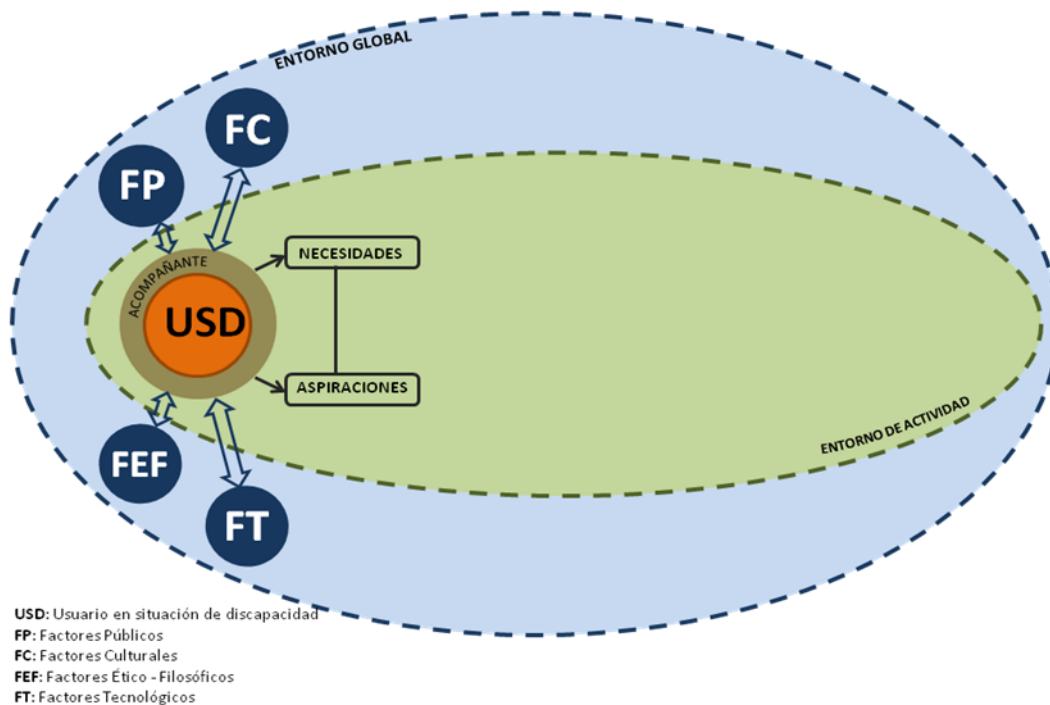 ENTORNO GLOBAL
FC
FP
ACOMPAÑANTE
USD
NECESIDADES
ASPIRACIONES
ENTORNO DE ACTIVIDAD
FEF
FT
USD: Usuario en situación de discapacidad
FP: Factores Públicos
FC: Factores Culturales
FEF: Factores Ético - Filosóficos
FT: Factores Tecnológicos